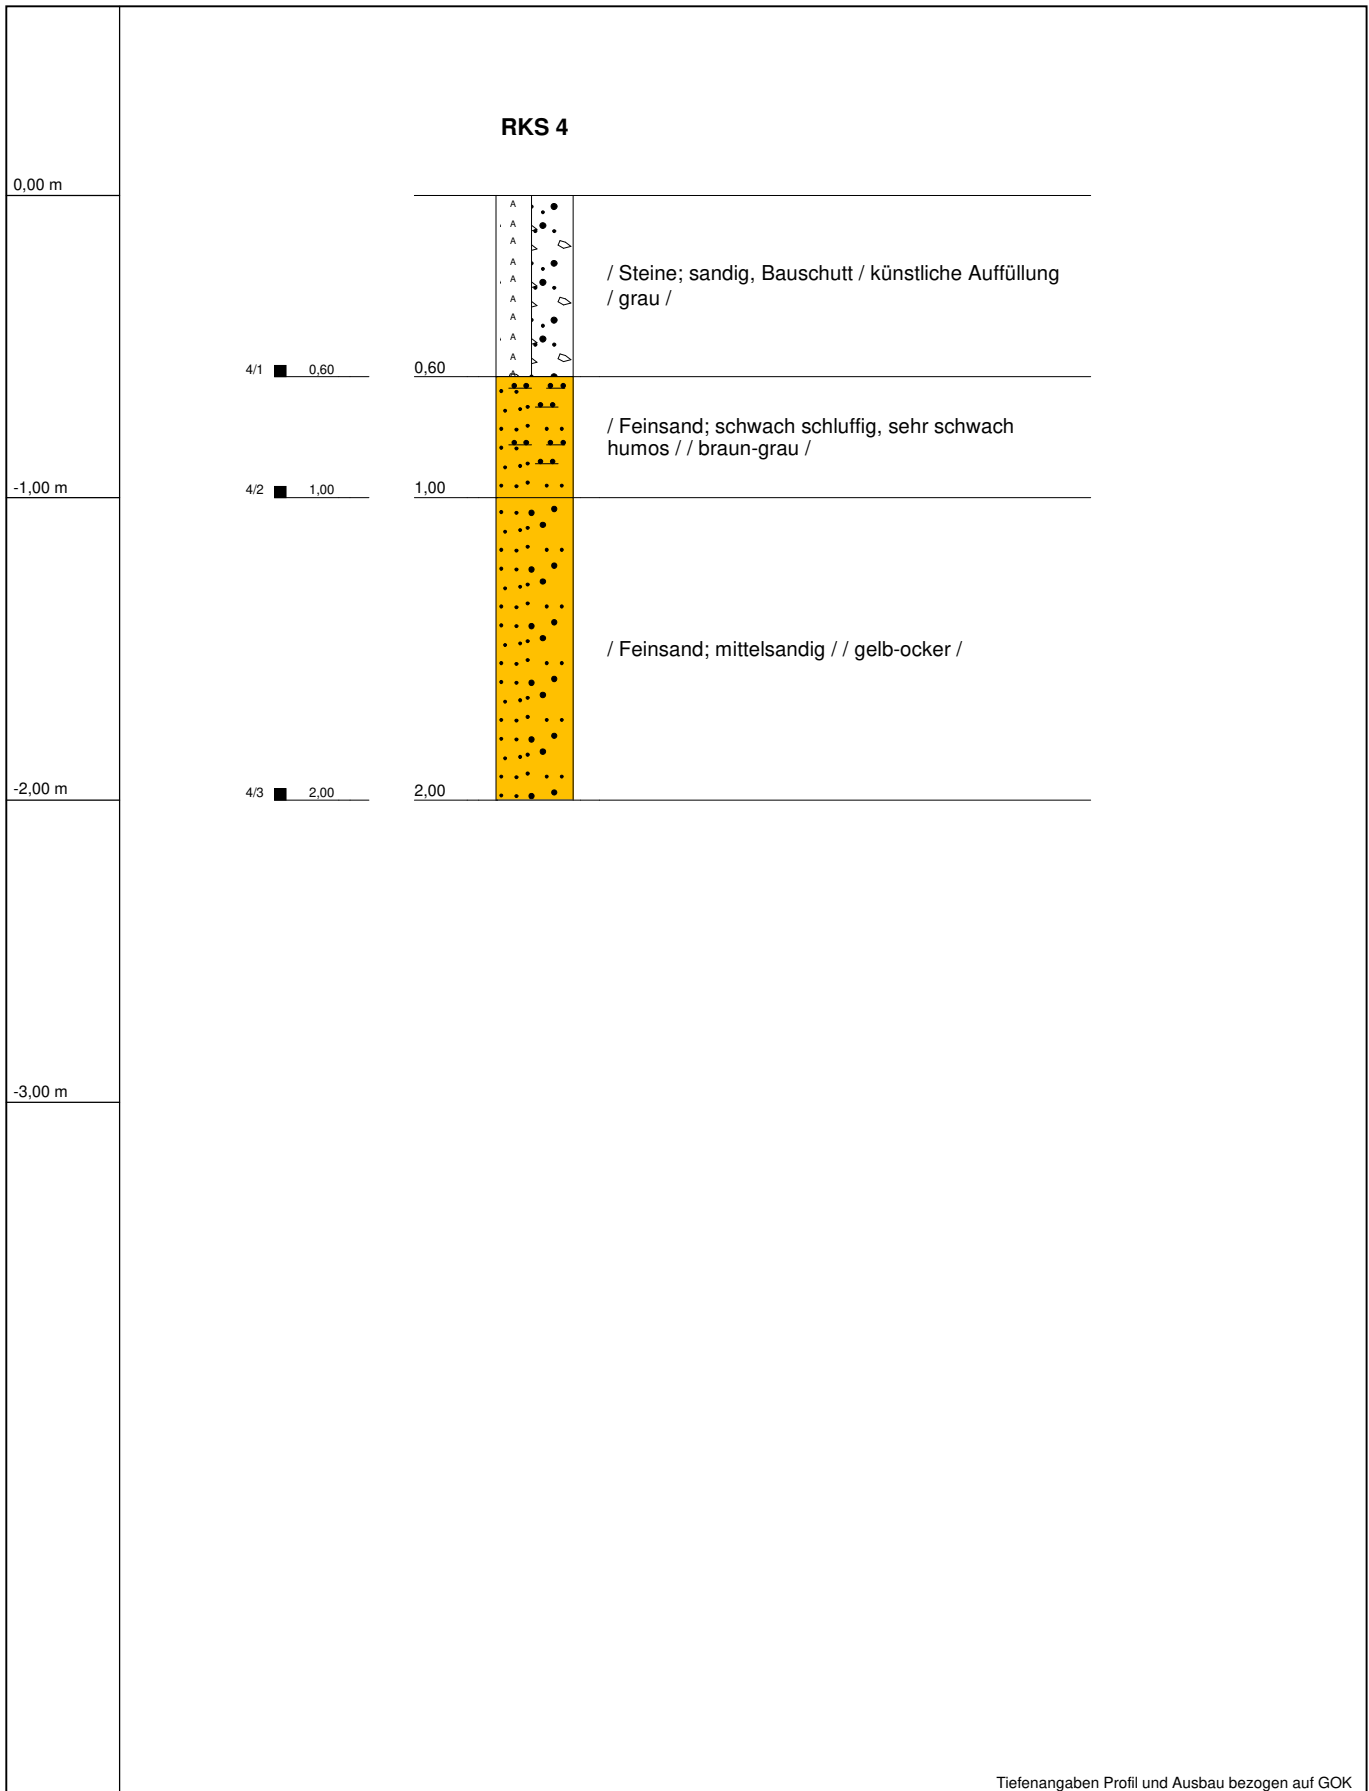 RKS 4
0,00 m
A
A
A
A
A
A
A
A
A
/ Steine; sandig, Bauschutt / künstliche Auffüllung
/ grau /
4/1 0,60 0,60
/ Feinsand; schwach schluffig, sehr schwach
humos / / braun-grau /
-1,00 m 4/2 1,00 1,00
/ Feinsand; mittelsandig / / gelb-ocker /
-2,00 m 4/3 2,00 2,00
-3,00 m
Tiefenangaben Profil und Ausbau bezogen auf GOK